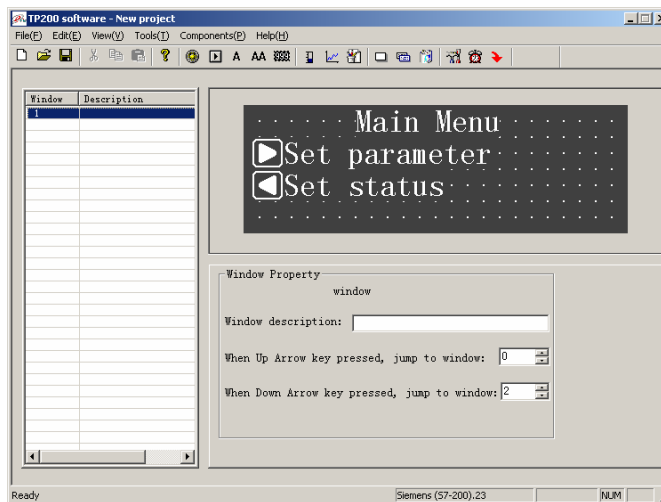 TP200 software - New project
File(F) Edit(E) View(V) Tools(T) Components(P) Help(H)
A AA
Window Description
1
Main Menu
Set parameter
Set status
Window Property
window
Window description:
When Up Arrow key pressed, jump to window: 0
When Down Arrow key pressed, jump to window: 2
Ready Siemens (S7-200).23 NUM